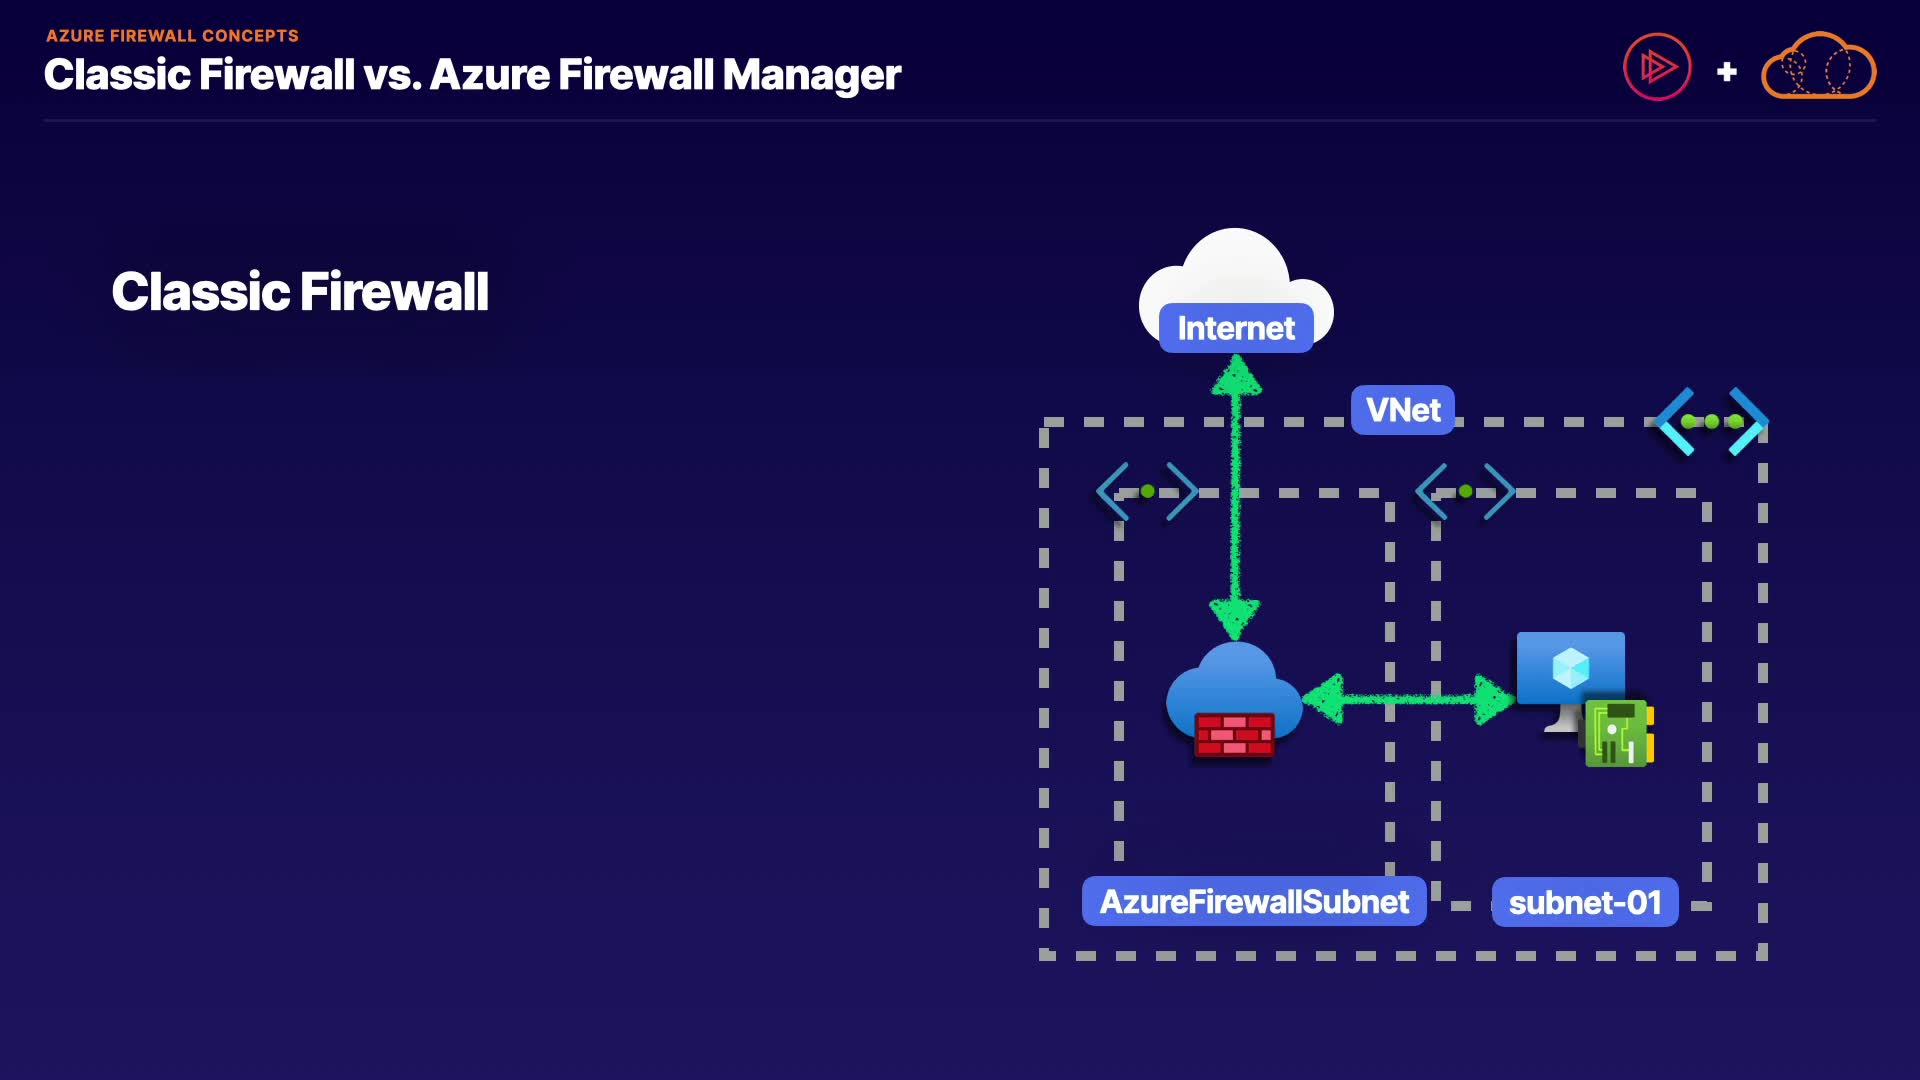 AZURE FIREWALL CONCEPTS
Classic Firewall vs. Azure Firewall Manager
+
Classic Firewall
Internet
VNet
AzureFirewallSubnet
subnet-01